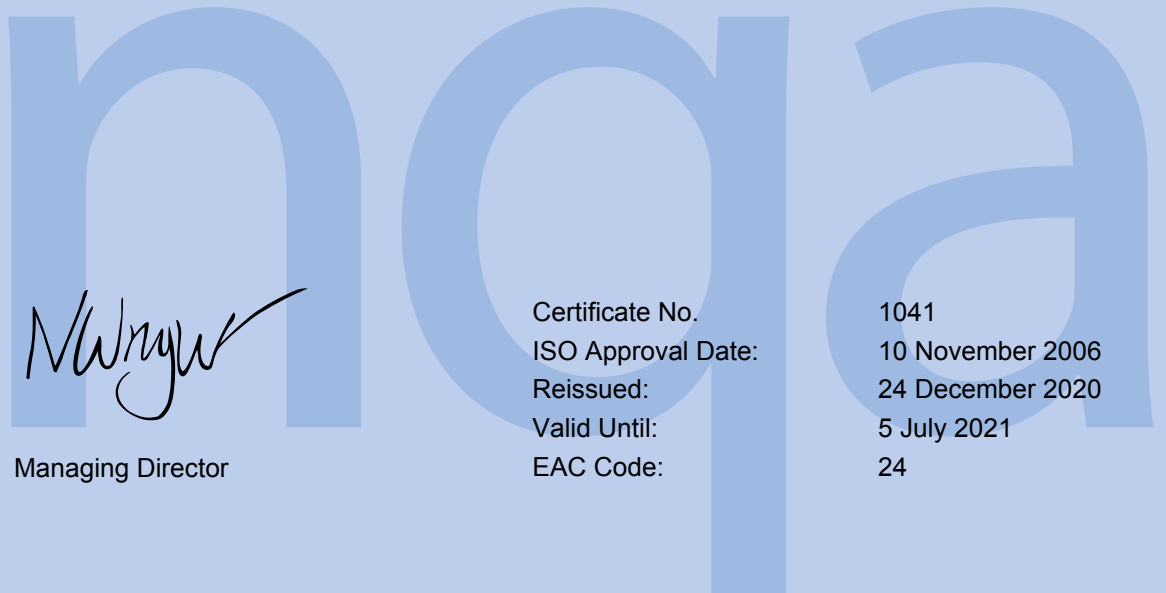 nqa
Certificate No. 1041
ISO Approval Date: 10 November 2006
Reissued: 24 December 2020
Valid Until: 5 July 2021
Managing Director
EAC Code: 24